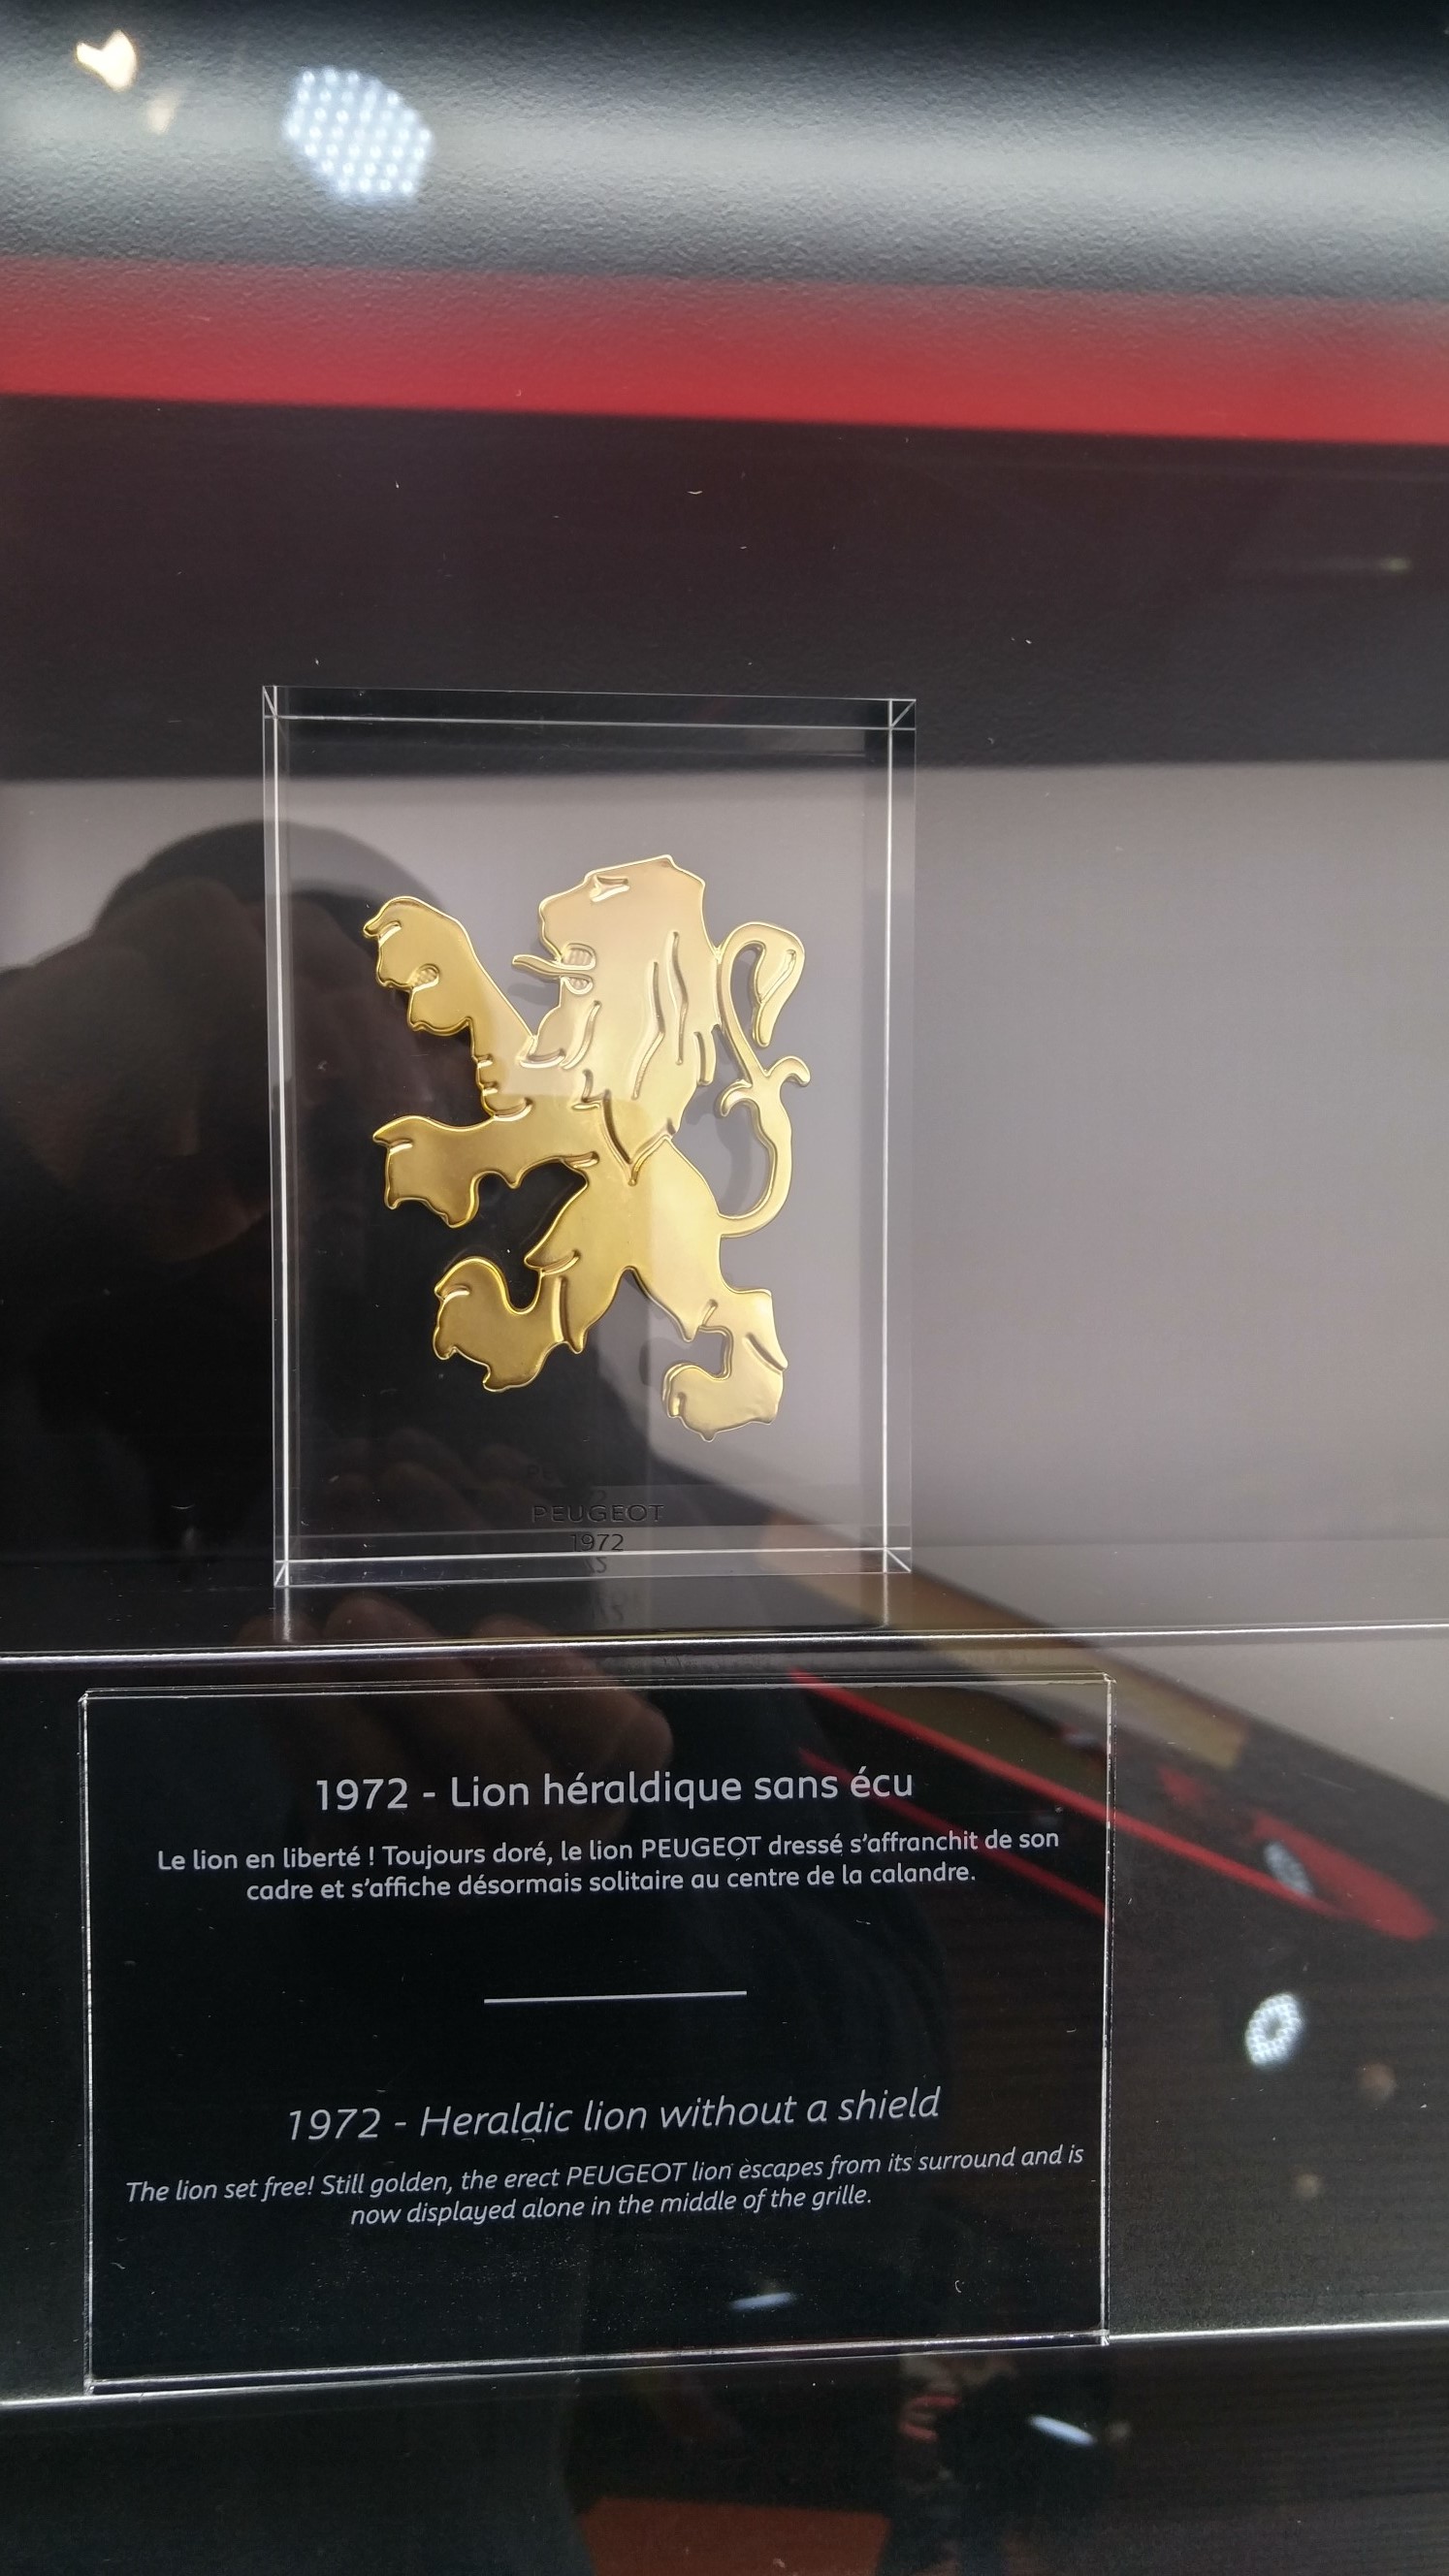 PEUGEOT
1972
1972 - Lion héraldique sans écu
Le lion en liberté ! Toujours doré, le lion PEUGEOT dressé s’affranchit de son
cadre et s’affiche désormais solitaire au centre de la calandre.
1972 - Heraldic lion without a shield
The lion set free! Still golden, the erect PEUGEOT lion escapes from its surround and is
now displayed alone in the middle of the grille.